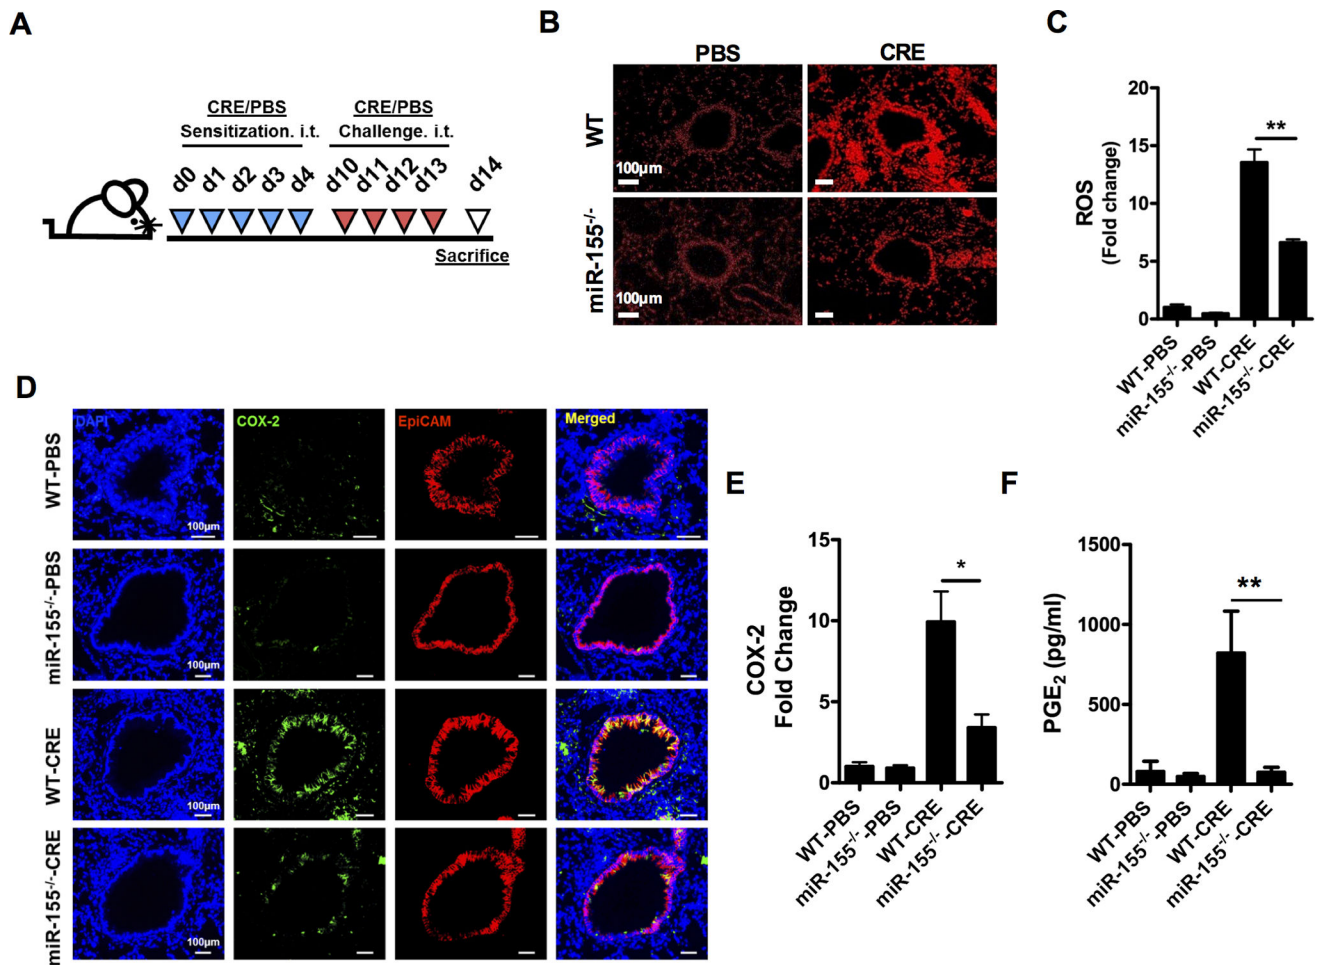 A
CRE/PBS
Sensitization. i.t.
CRE/PBS
Challenge. i.t.
d0 d1 d2 d3 d4 d10 d11 d12 d13 d14
Sacrifice
B
PBS CRE
WT
100µm
miR-155-/-
100µm
C
ROS
(Fold change)
20
15
10
5
0
**
WT-PBS
miR-155-/--PBS
WT-CRE
miR-155-/--CRE
D
DAPI COX-2 EpiCAM Merged
WT-PBS
100µm
miR-155-/--PBS
100µm
WT-CRE
100µm
miR-155-/--CRE
100µm
E
COX-2
Fold Change
15
10
5
0
*
WT-PBS
miR-155-/--PBS
WT-CRE
miR-155-/--CRE
F
PGE2 (pg/ml)
1500
1000
500
0
**
WT-PBS
miR-155-/--PBS
WT-CRE
miR-155-/--CRE